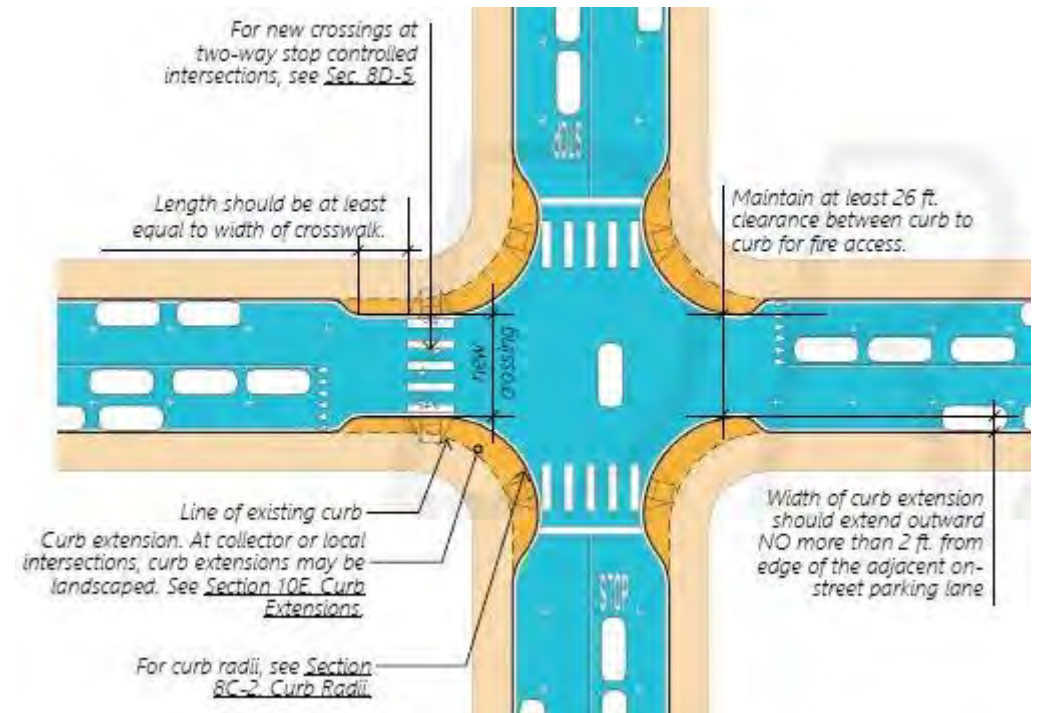 For new crossings at
two-way stop controlled
intersections, see Sec. 8D-5.
STOP
Length should be at least
equal to width of crosswalk.
Maintain at least 26 ft.
clearance between curb to
curb for fire access.
new
crossing
Line of existing curb
Curb extension. At collector or local
intersections, curb extensions may be
landscaped. See Section 10E. Curb
Extensions.
Width of curb extension
should extend outward
NO more than 2 ft. from
edge of the adjacent on-
street parking lane
STOP
For curb radii, see Section
8C-2. Curb Radii.